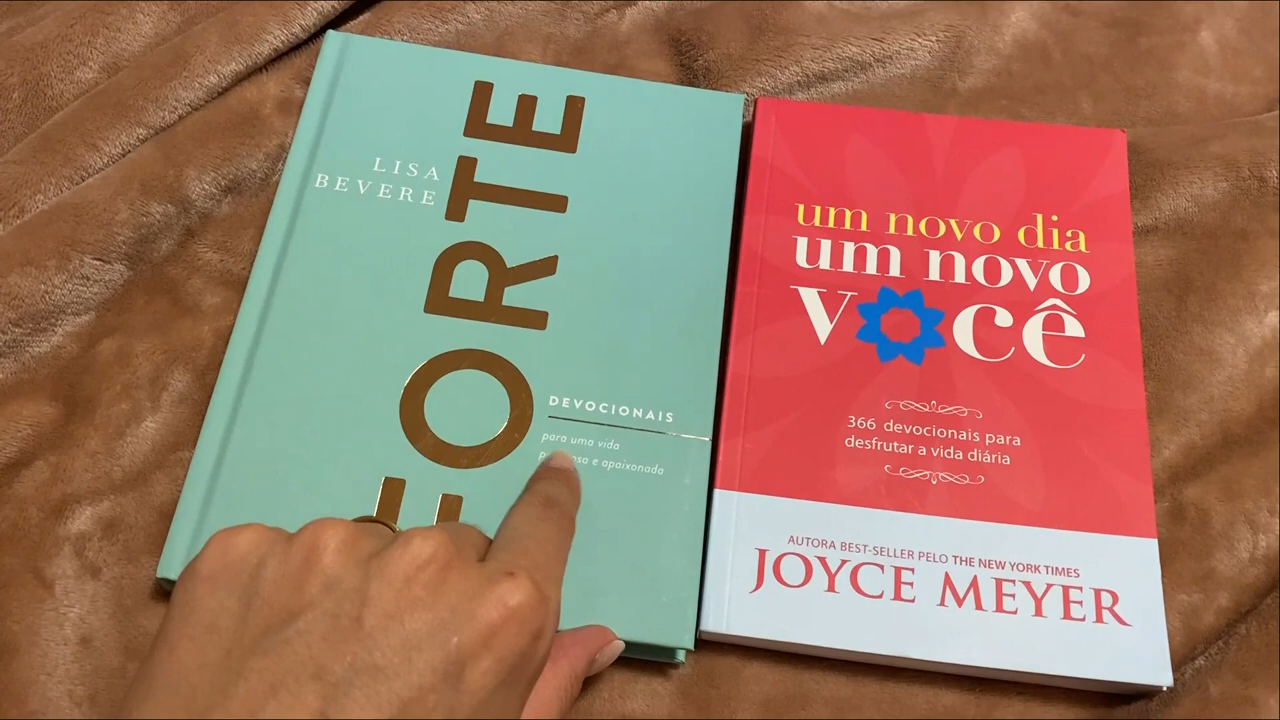 LISA
BEVERE
FORTE
DEVOCIONAIS
para uma vida
e apaixonada
um novo dia
um novo
você
366 devocionais para
desfrutar a vida diária
AUTORA BEST-SELLER PELO THE NEW YORK TIMES
JOYCE MEYER